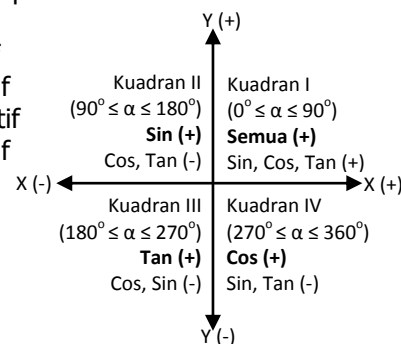 Y (+)
f
tif
f
Kuadran II
(90° ≤ α ≤ 180°)
Sin (+)
Cos, Tan (-)
Kuadran I
(0° ≤ α ≤ 90°)
Semua (+)
Sin, Cos, Tan (+)
X (-)
X (+)
Kuadran III
(180° ≤ α ≤ 270°)
Tan (+)
Cos, Sin (-)
Kuadran IV
(270° ≤ α ≤ 360°)
Cos (+)
Sin, Tan (-)
Y (-)